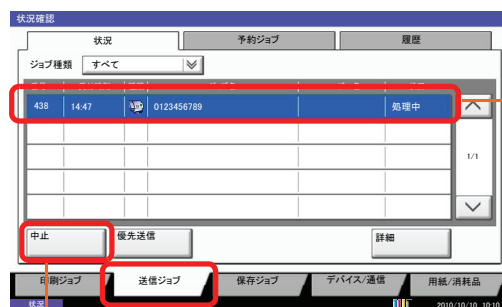 状況確認
状況 予約ジョブ 履歴
ジョブ種類 すべて
438 14:47 0123456789 処理中
1/1
中止 優先送信 詳細
印刷ジョブ 送信ジョブ 保存ジョブ デバイス/通信 用紙/消耗品
状況 2010/10/10 10:10